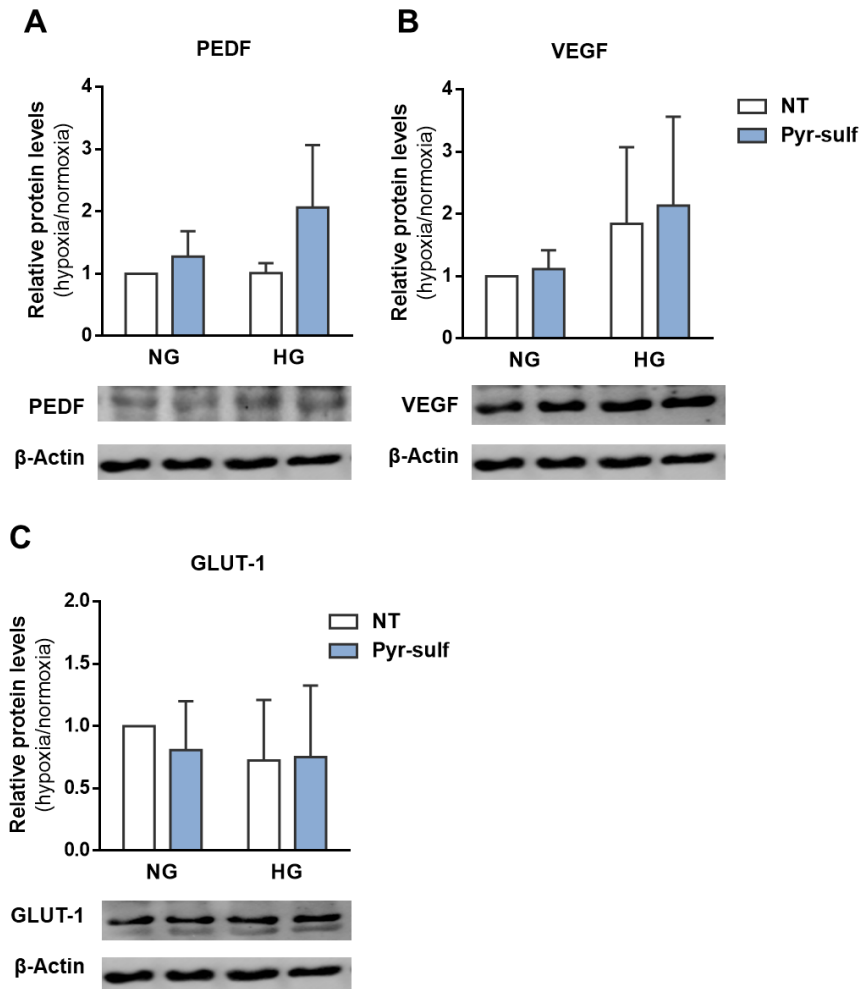 A
PEDF
Relative protein levels
(hypoxia/normoxia)
4
3
2
1
0
NG HG
PEDF
β-Actin
B
VEGF
Relative protein levels
(hypoxia/normoxia)
4
3
2
1
0
NG HG
NT
Pyr-sulf
VEGF
β-Actin
C
GLUT-1
Relative protein levels
(hypoxia/normoxia)
2.0
1.5
1.0
0.5
0.0
NG HG
NT
Pyr-sulf
GLUT-1
β-Actin